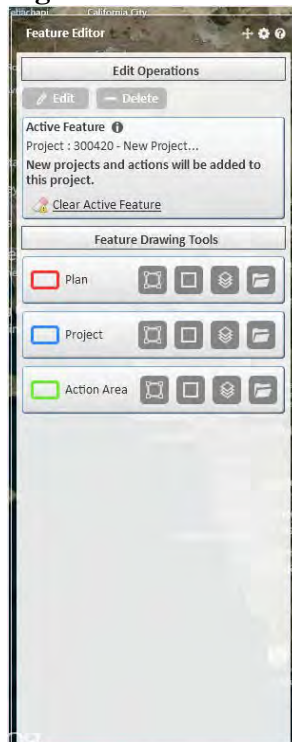 California City
Feature Editor
Edit Operations
Edit
Delete
Active Feature
Project : 300420 - New Project...
New projects and actions will be added to
this project.
Clear Active Feature
Feature Drawing Tools
Plan
Project
Action Area